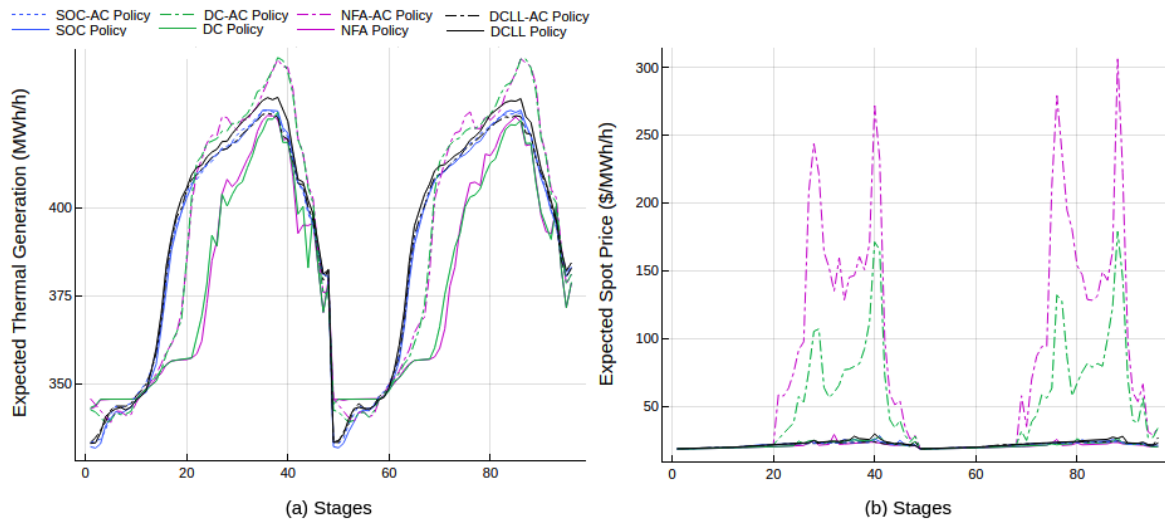 SOC-AC Policy DC-AC Policy NFA-AC Policy DCLL-AC Policy
SOC Policy DC Policy NFA Policy DCLL Policy
Expected Thermal Generation (MWh/h)
400
375
350
0 20 40 60 80
(a) Stages
Expected Spot Price ($/MWh/h)
300
250
200
150
100
50
0 20 40 60 80
(b) Stages